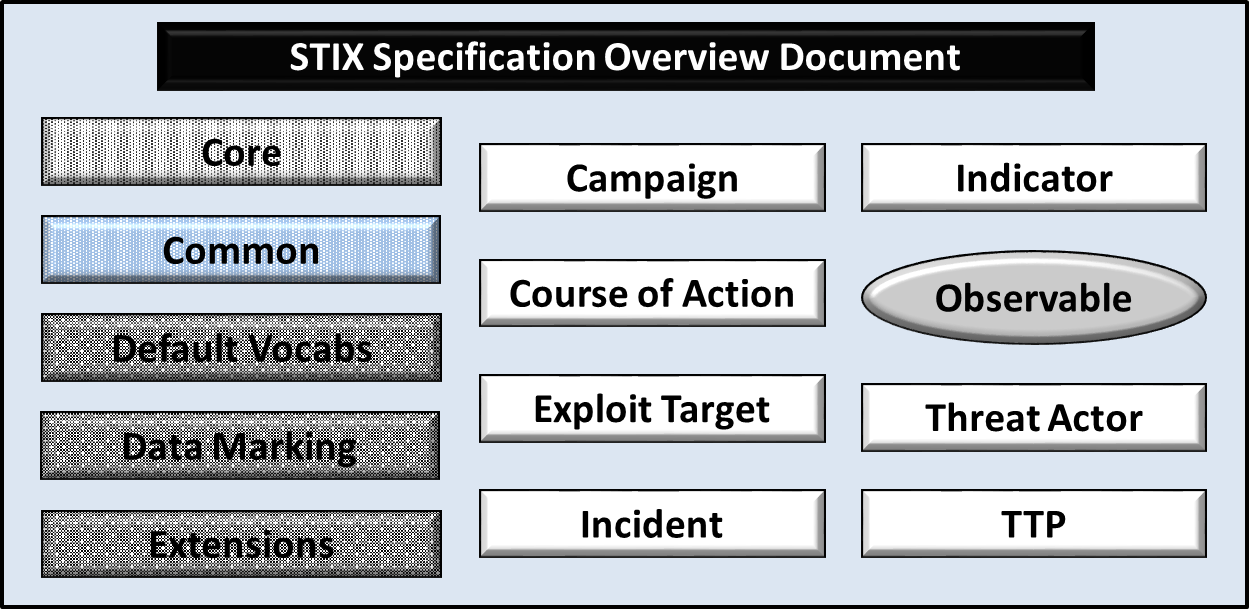 STIX Specification Overview Document
Core
Common
Default Vocabs
Data Marking
Extensions
Campaign
Course of Action
Exploit Target
Incident
Indicator
Observable
Threat Actor
TTP